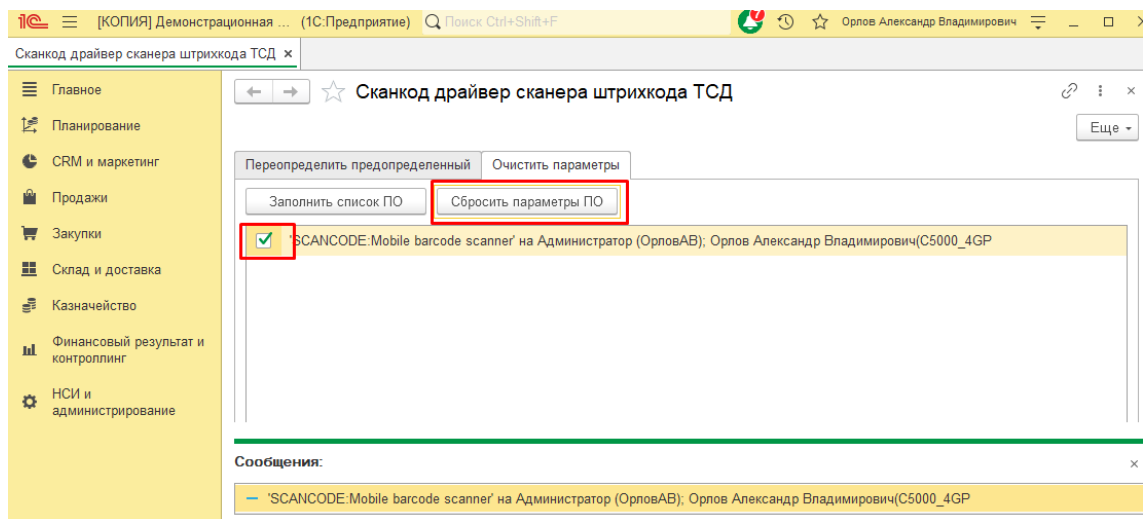 1С [КОПИЯ] Демонстрационная ... (1С:Предприятие) Поиск Ctrl+Shift+F 7 Орлов Александр Владимирович
Сканкод драйвер сканера штрихкода ТСД ×
Главное
Планирование
CRM и маркетинг
Продажи
Закупки
Склад и доставка
Казначейство
Финансовый результат и
контроллинг
НСИ и
администрирование
Сканкод драйвер сканера штрихкода ТСД
Еще
Переопределить предопределенный Очистить параметры
Заполнить список ПО Сбросить параметры ПО
'SCANCODE:Mobile barcode scanner' на Администратор (ОрловАВ); Орлов Александр Владимирович(C5000_4GP
Сообщения:
– 'SCANCODE:Mobile barcode scanner' на Администратор (ОрловАВ); Орлов Александр Владимирович(C5000_4GP